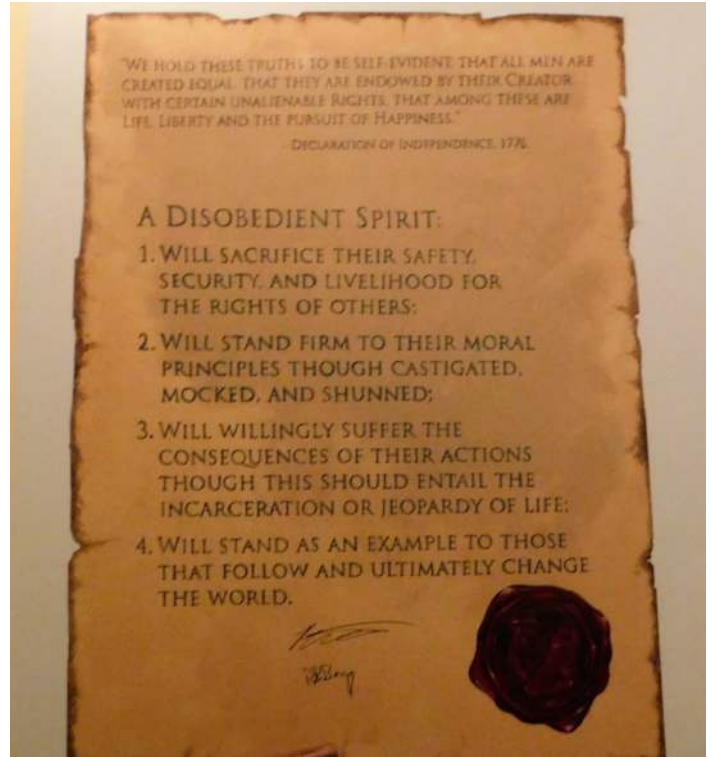 "WE HOLD THESE TRUTHS TO BE SELF-EVIDENT, THAT ALL MEN ARE
CREATED EQUAL, THAT THEY ARE ENDOWED BY THEIR CREATOR
WITH CERTAIN UNALIENABLE RIGHTS, THAT AMONG THESE ARE
LIFE, LIBERTY AND THE PURSUIT OF HAPPINESS."
- DECLARATION OF INDEPENDENCE, 1776.
A DISOBEDIENT SPIRIT:
1. WILL SACRIFICE THEIR SAFETY,
SECURITY, AND LIVELIHOOD FOR
THE RIGHTS OF OTHERS;
2. WILL STAND FIRM TO THEIR MORAL
PRINCIPLES THOUGH CASTIGATED,
MOCKED, AND SHUNNED;
3. WILL WILLINGLY SUFFER THE
CONSEQUENCES OF THEIR ACTIONS
THOUGH THIS SHOULD ENTAIL THE
INCARCERATION OR JEOPARDY OF LIFE;
4. WILL STAND AS AN EXAMPLE TO THOSE
THAT FOLLOW AND ULTIMATELY CHANGE
THE WORLD.